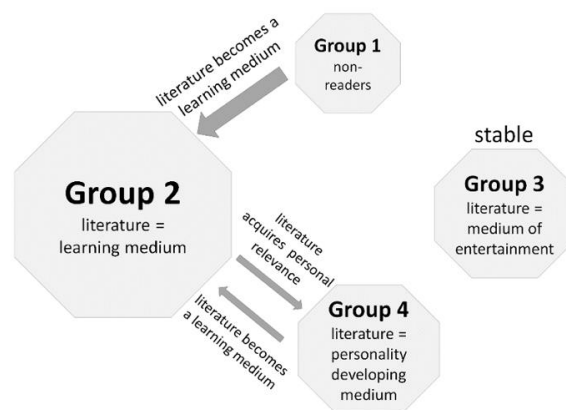 literature becomes a
learning medium
Group 1
non-
readers
stable
Group 3
literature =
medium of
entertainment
Group 2
literature =
learning medium
literature
acquires personal
relevance
literature becomes
a learning medium
Group 4
literature =
personality
developing
medium